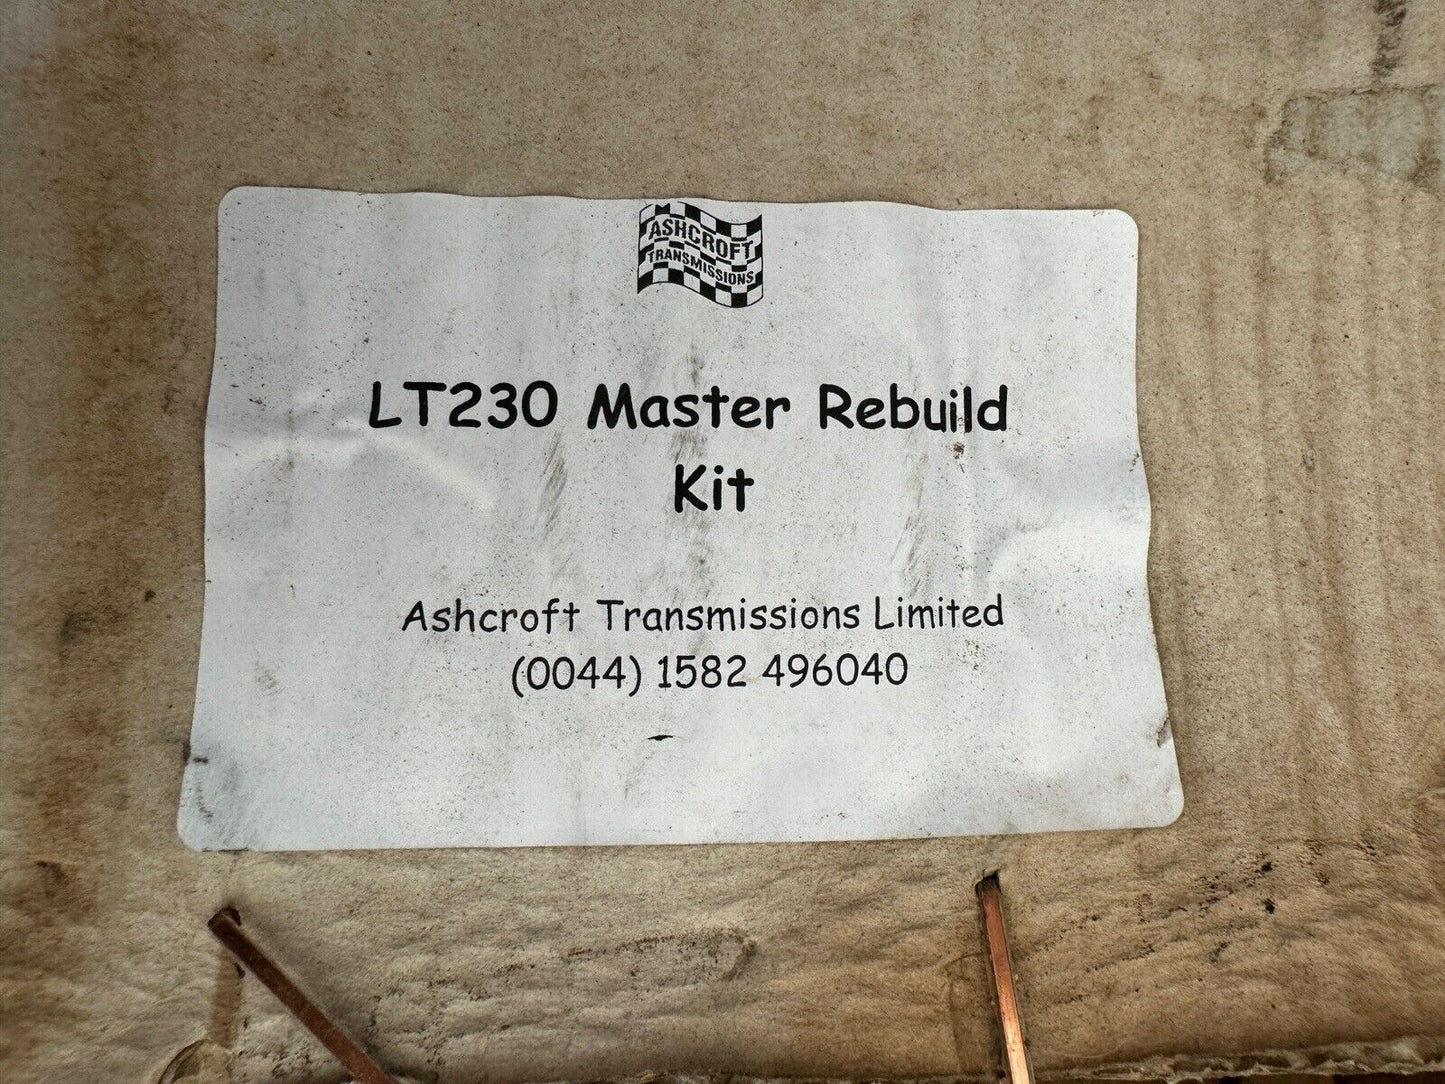 ASHCROFT
TRANSMISSIONS
LT230 Master Rebuild
Kit
Ashcroft Transmissions Limited
(0044) 1582 496040